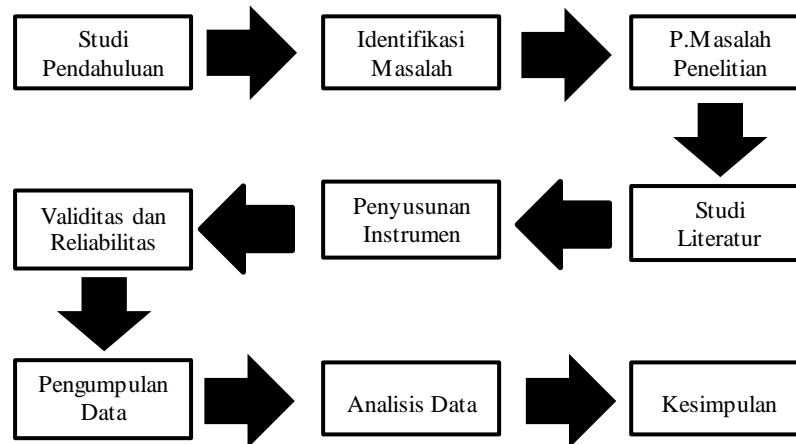 Studi
Pendahuluan
Identifikasi
Masalah
P.Masalah
Penelitian
Studi
Literatur
Penyusunan
Instrumen
Validitas dan
Reliabilitas
Pengumpulan
Data
Analisis Data
Kesimpulan